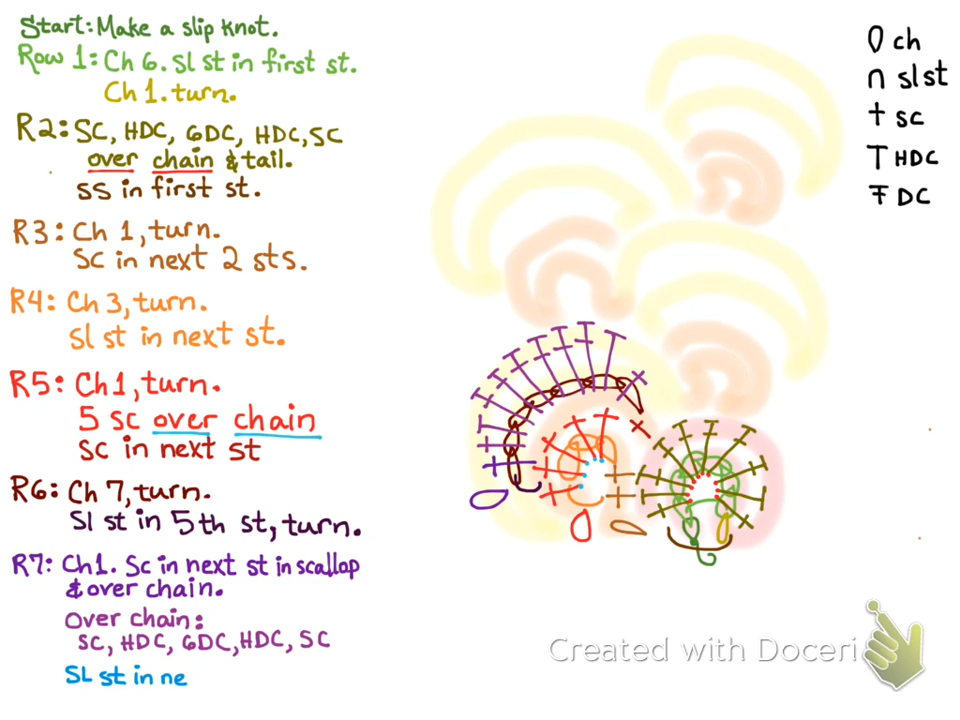 Start: Make a slip knot.
Row 1: Ch 6. Sl st in first st.
Ch 1. turn.
R2: SC, HDC, 6DC, HDC, SC
over chain & tail.
SS in first st.
R3: Ch 1, turn.
SC in next 2 sts.
R4: Ch 3, turn.
Sl st in next st.
R5: Ch 1, turn.
5 SC over chain
SC in next st
R6: Ch 7, turn.
Sl st in 5th st, turn.
R7: Ch1. Sc in next st in scallop
& over chain.
Over chain:
SC, HDC, 6DC, HDC, SC
SL st in ne
ch
sl st
SC
HDC
DC
Created with Doceri